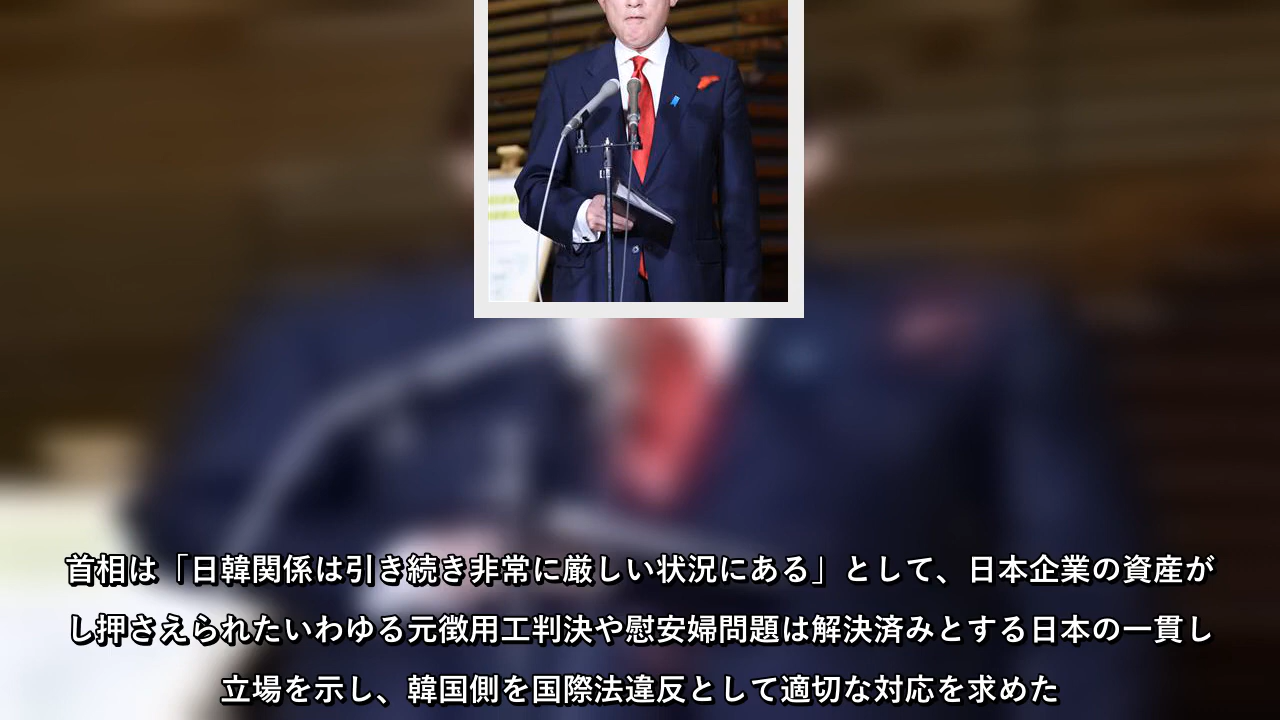 首相は「日韓関係は引き続き非常に厳しい状況にある」として、日本企業の資産が
し押さえられたいわゆる元徴用工判決や慰安婦問題は解決済みとする日本の一貫し
立場を示し、韓国側を国際法違反として適切な対応を求めた